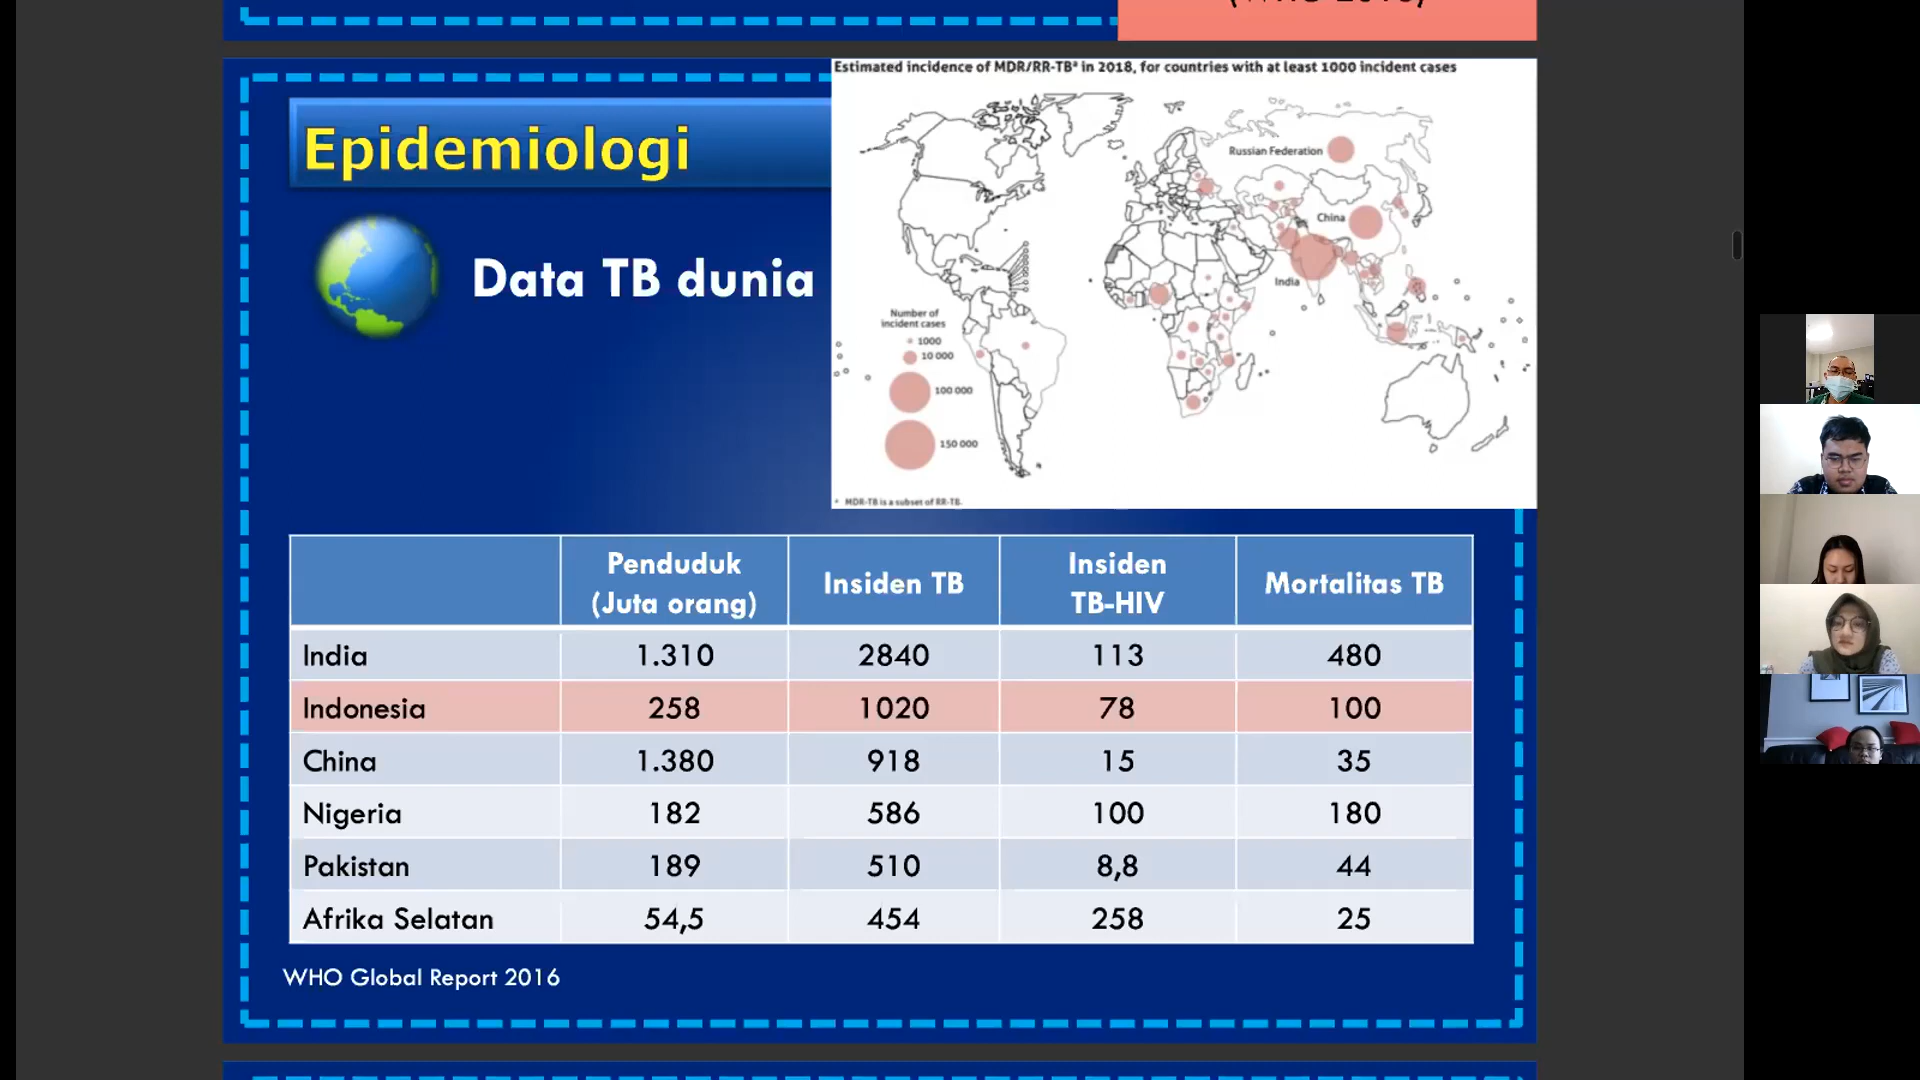 Estimated incidence of MDR/RR-TBᵃ in 2018, for countries with at least 1000 incident cases
Epidemiologi
Data TB dunia
Russian Federation
China
India
Number of
incident cases
1000
10 000
100 000
150 000
ᵃ MDR-TB is a subset of RR-TB.
Penduduk (Juta orang) Insiden TB Insiden TB-HIV Mortalitas TB
India 1.310 2840 113 480
Indonesia 258 1020 78 100
China 1.380 918 15 35
Nigeria 182 586 100 180
Pakistan 189 510 8,8 44
Afrika Selatan 54,5 454 258 25
WHO Global Report 2016